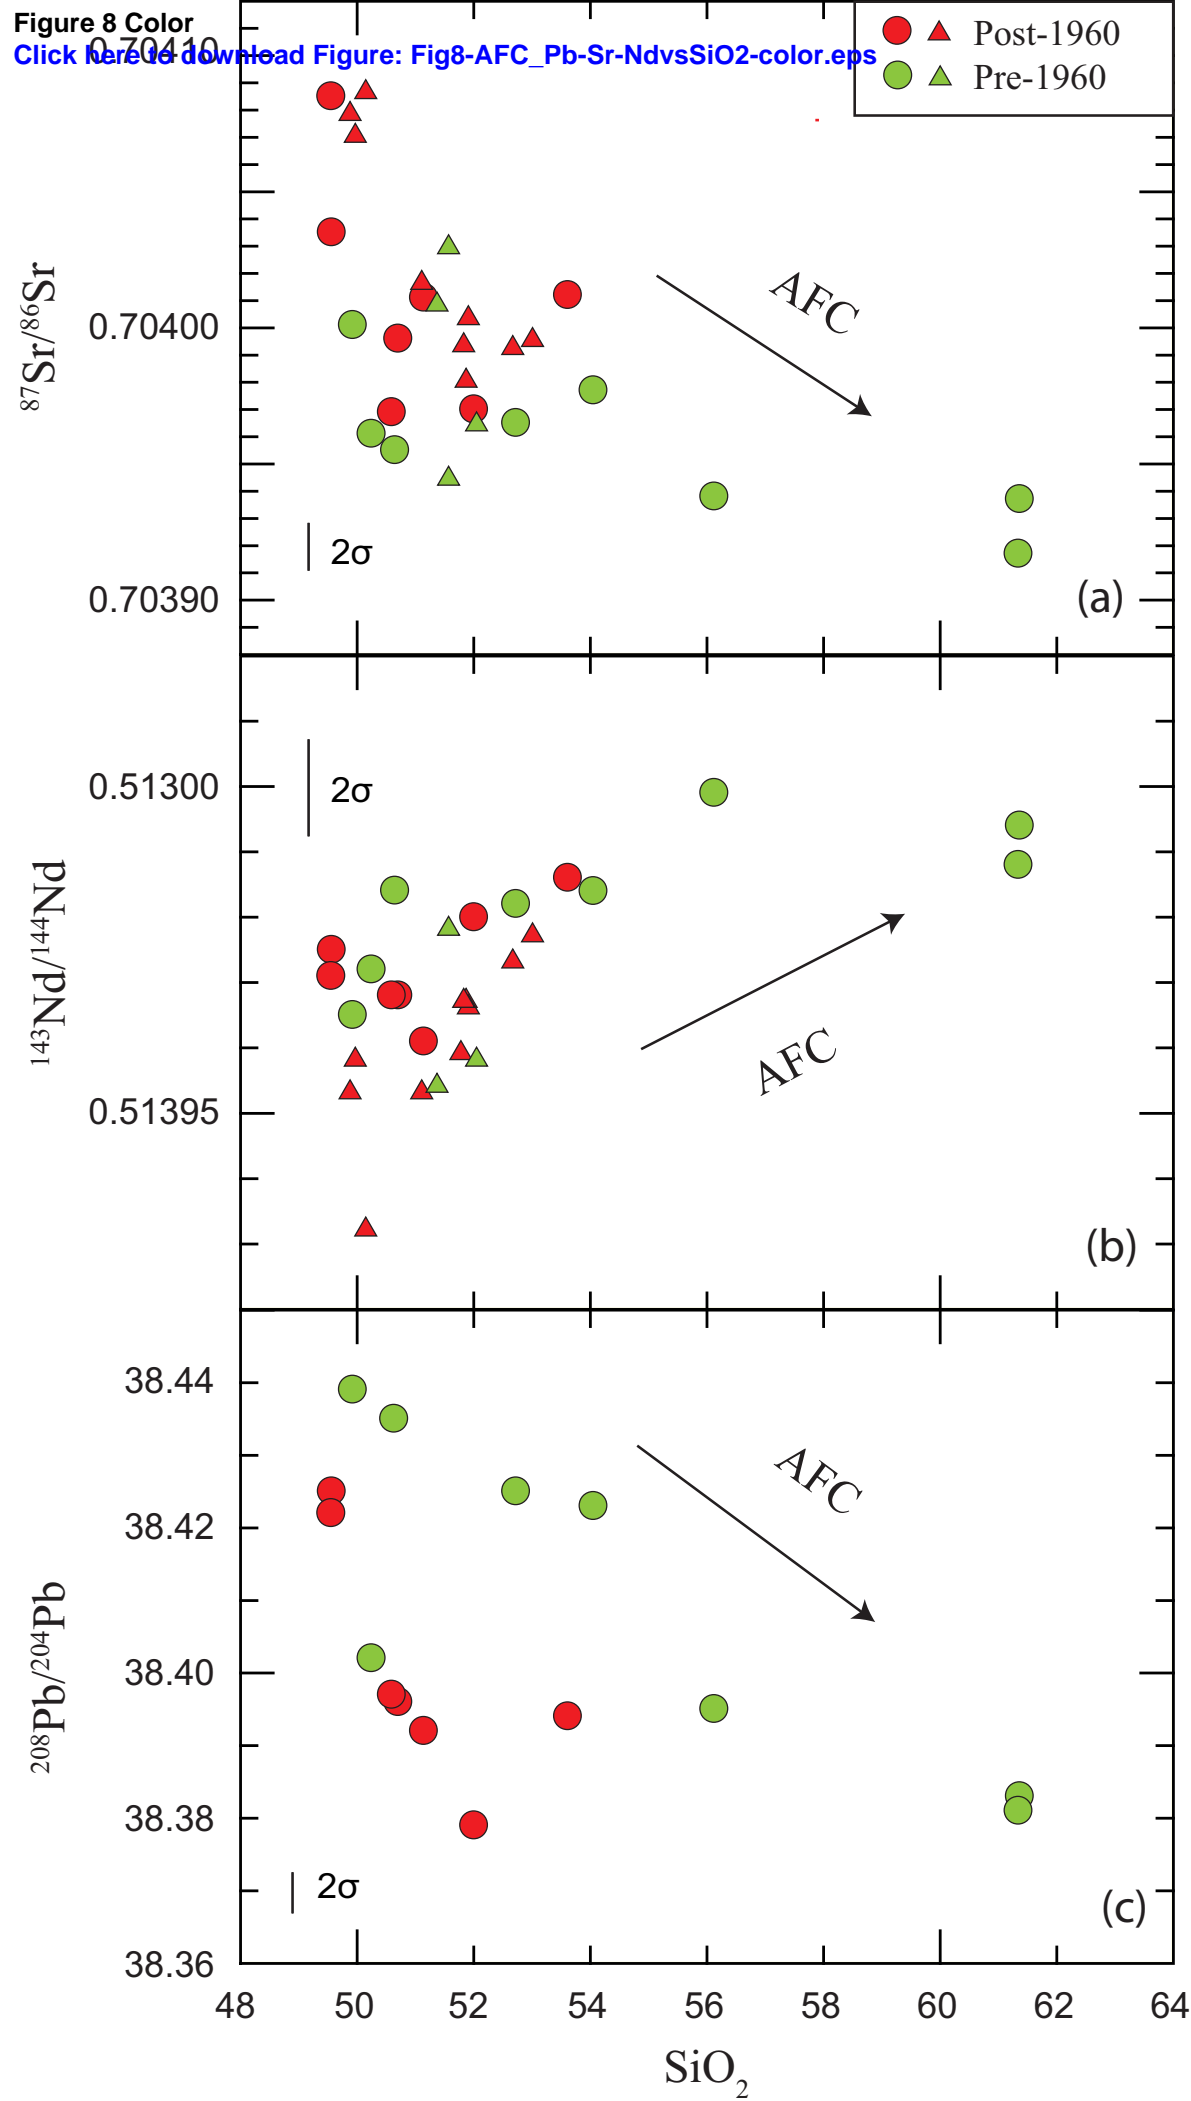 Figure 8 Color
Click here to download Figure: Fig8-AFC_Pb-Sr-NdvsSiO2-color.eps
Post-1960
Pre-1960
0.70410
0.70400
0.70390
⁸⁷Sr/⁸⁶Sr
AFC
2σ
(a)
0.51300
0.51395
¹⁴³Nd/¹⁴⁴Nd
2σ
AFC
(b)
38.44
38.42
38.40
38.38
38.36
²⁰⁸Pb/²⁰⁴Pb
AFC
2σ
(c)
48 50 52 54 56 58 60 62 64
SiO₂